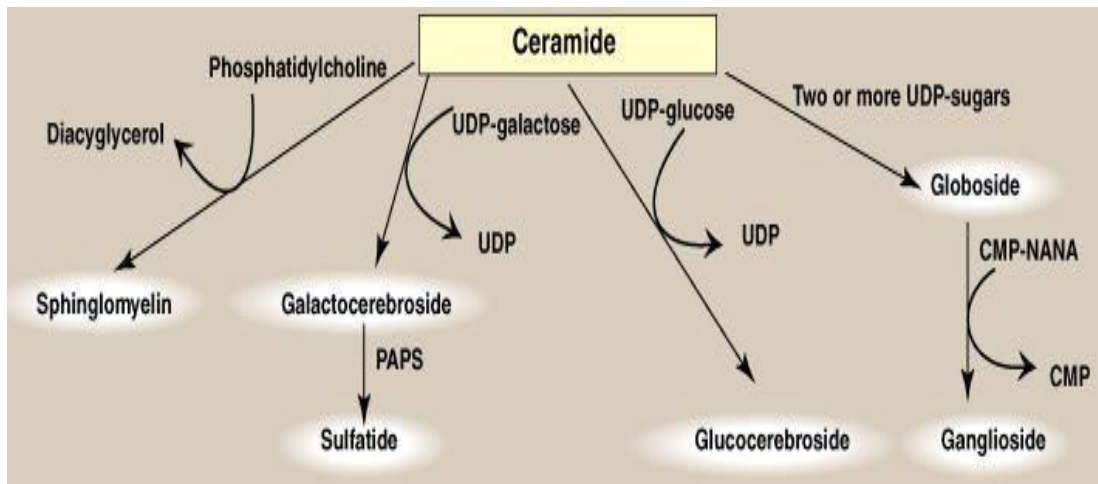 Ceramide
Phosphatidylcholine
Diacyglycerol
UDP-galactose
UDP
UDP-glucose
UDP
Two or more UDP-sugars
Globoside
CMP-NANA
CMP
Sphinglomyelin
Galactocerebroside
PAPS
Sulfatide
Glucocerebroside
Ganglioside